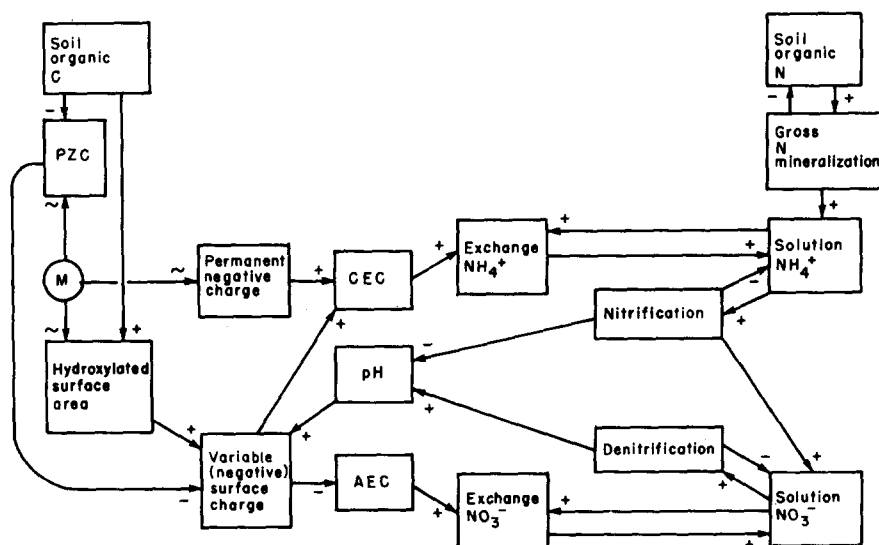 Soil
organic
C
Soil
organic
N
-
+
-
PZC
Gross
N
mineralization
~
+
M
~
Permanent
negative
charge
+
CEC
+
Exchange
NH₄⁺
+
+
Solution
NH₄⁺
-
+
Nitrification
~
+
+
-
Hydroxylated
surface
area
pH
+
+
+
Denitrification
-
+
+
Variable
(negative)
surface
charge
-
-
AEC
+
Exchange
NO₃⁻
+
+
Solution
NO₃⁻